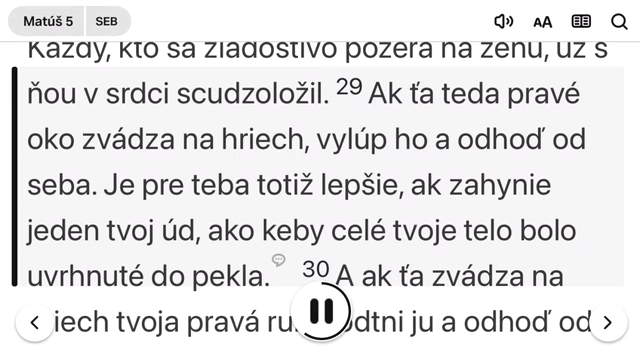 Matúš 5 SEB AA
Každý, kto sa žiadostivo pozerá na ženu, už s
ňou v srdci scudzoložil. 29 Ak ťa teda pravé
oko zvádza na hriech, vylúp ho a odhoď od
seba. Je pre teba totiž lepšie, ak zahynie
jeden tvoj úd, ako keby celé tvoje telo bolo
uvrhnuté do pekla. 30 A ak ťa zvádza na
tvoja pravá ju a odhoď od